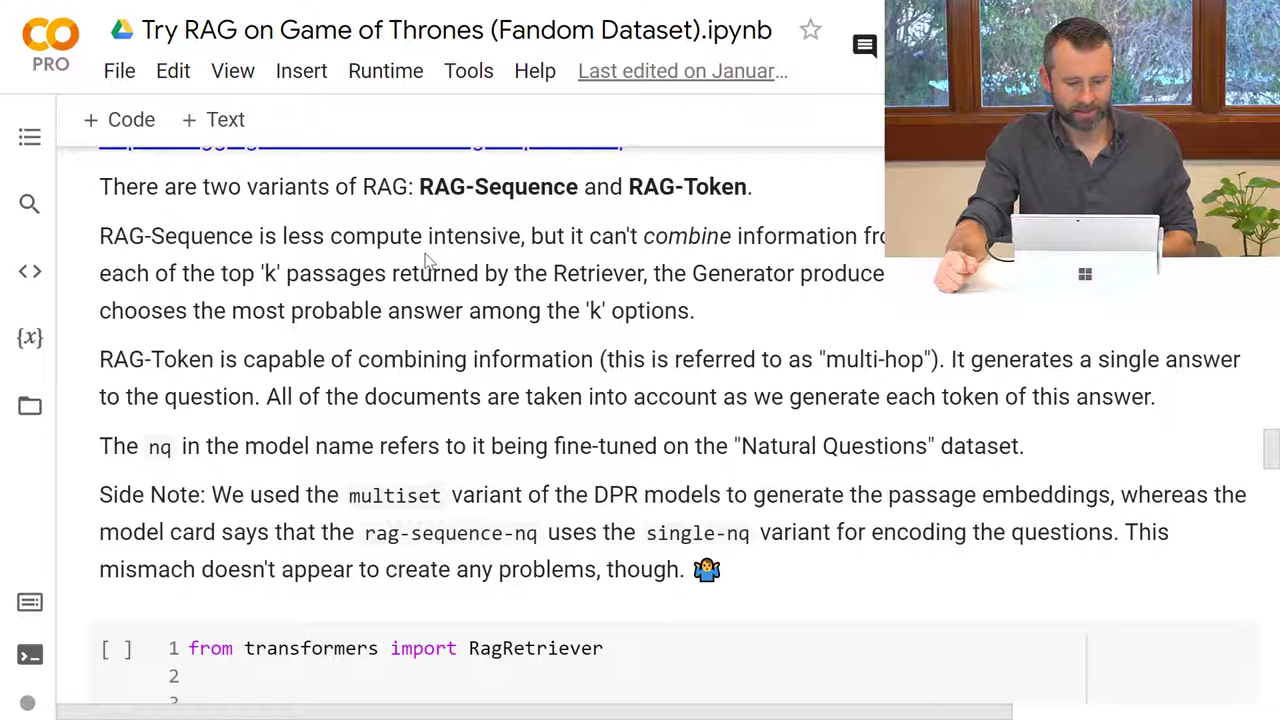 Try RAG on Game of Thrones (Fandom Dataset).ipynb
PRO
File Edit View Insert Runtime Tools Help Last edited on Januar…
+ Code + Text
There are two variants of RAG: RAG-Sequence and RAG-Token.
RAG-Sequence is less compute intensive, but it can't combine information
each of the top 'k' passages returned by the Retriever, the Generator
chooses the most probable answer among the 'k' options.
RAG-Token is capable of combining information (this is referred to as "multi-hop"). It generates a single answer
to the question. All of the documents are taken into account as we generate each token of this answer.
The nq in the model name refers to it being fine-tuned on the "Natural Questions" dataset.
Side Note: We used the multiset variant of the DPR models to generate the passage embeddings, whereas the
model card says that the rag-sequence-nq uses the single-nq variant for encoding the questions. This
mismach doesn't appear to create any problems, though.
[ ] 1 from transformers import RagRetriever
2